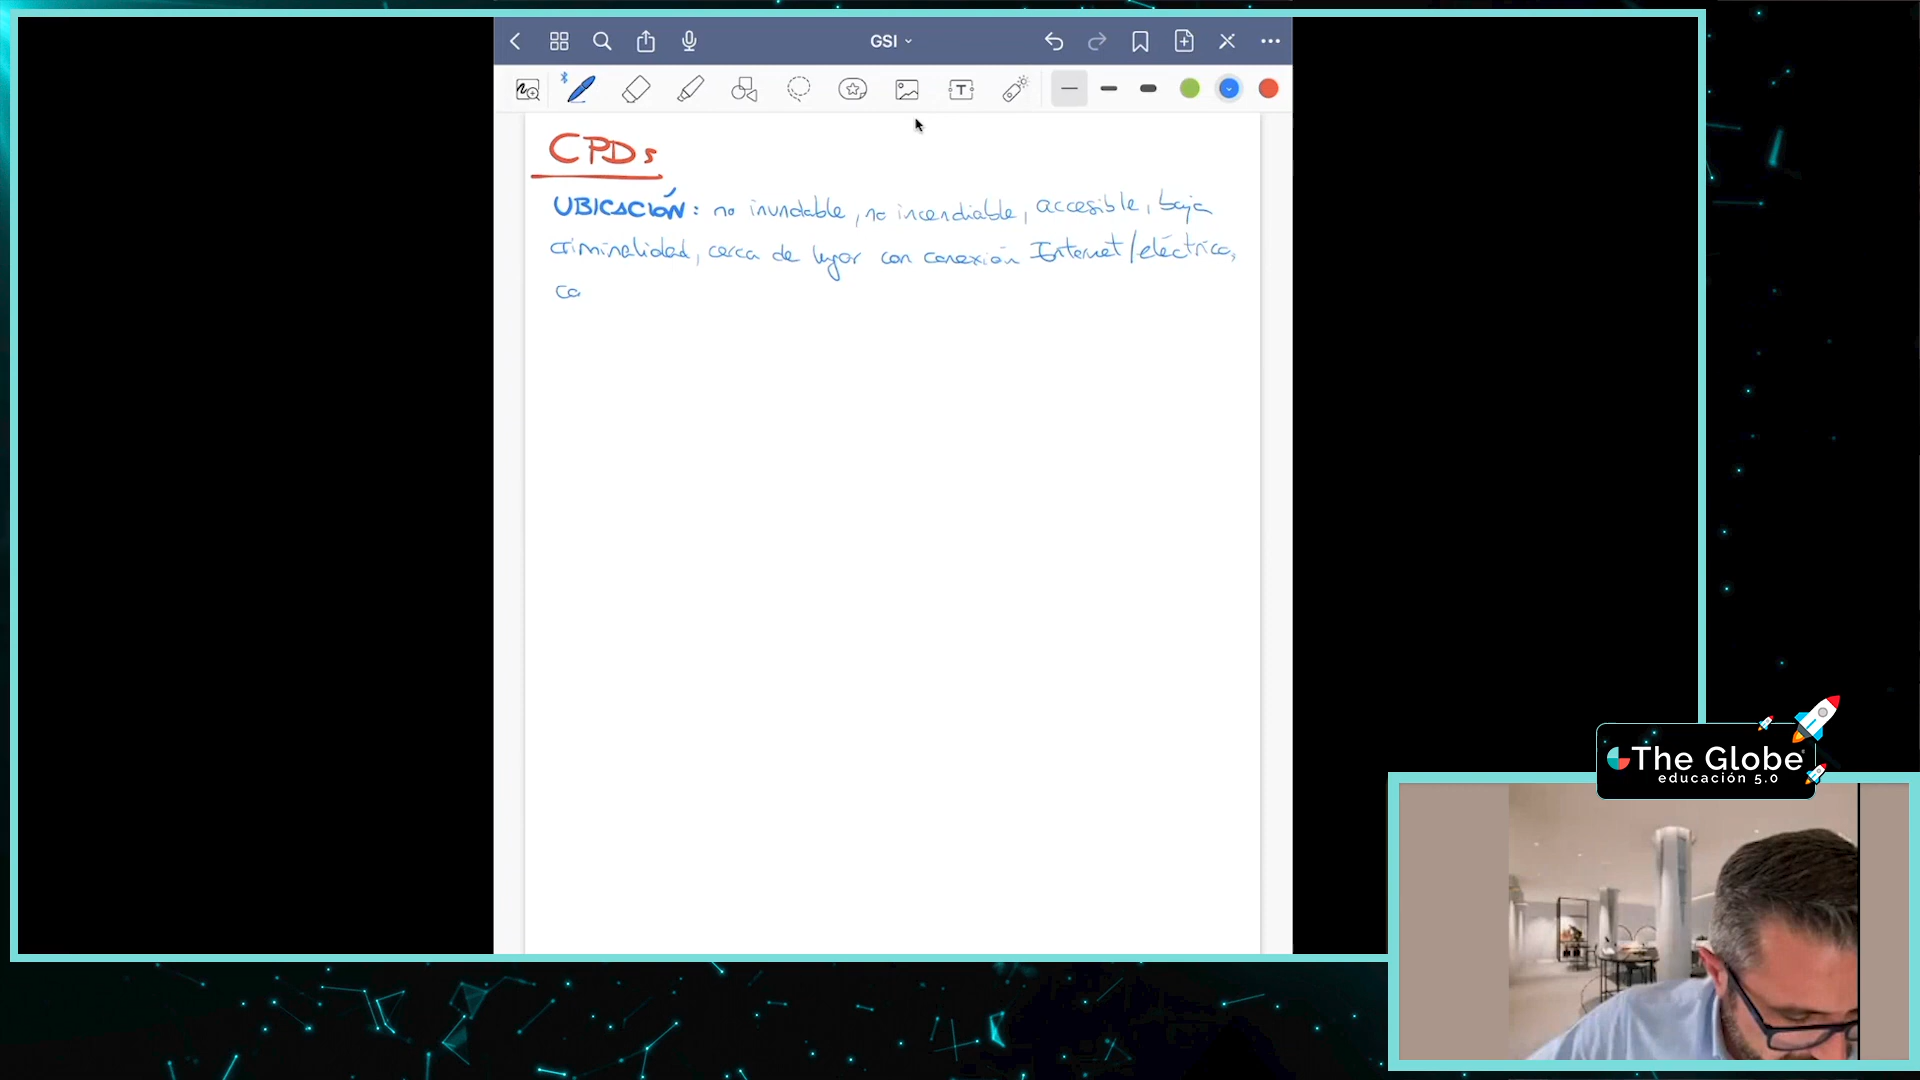 GSI
CPDs
UBICACIÓN: no inundable, no incendiable, accesible, baja
criminalidad, cerca de lugar con conexión Internet/eléctrica,
ca
The Globe
educación 5.0